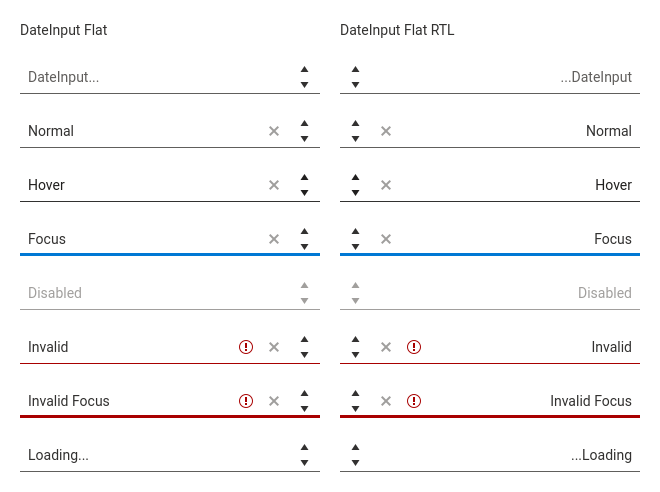 DateInput Flat
DateInput...
Normal
Hover
Focus
Disabled
Invalid
Invalid Focus
Loading...
DateInput Flat RTL
...DateInput
Normal
Hover
Focus
Disabled
Invalid
Invalid Focus
...Loading